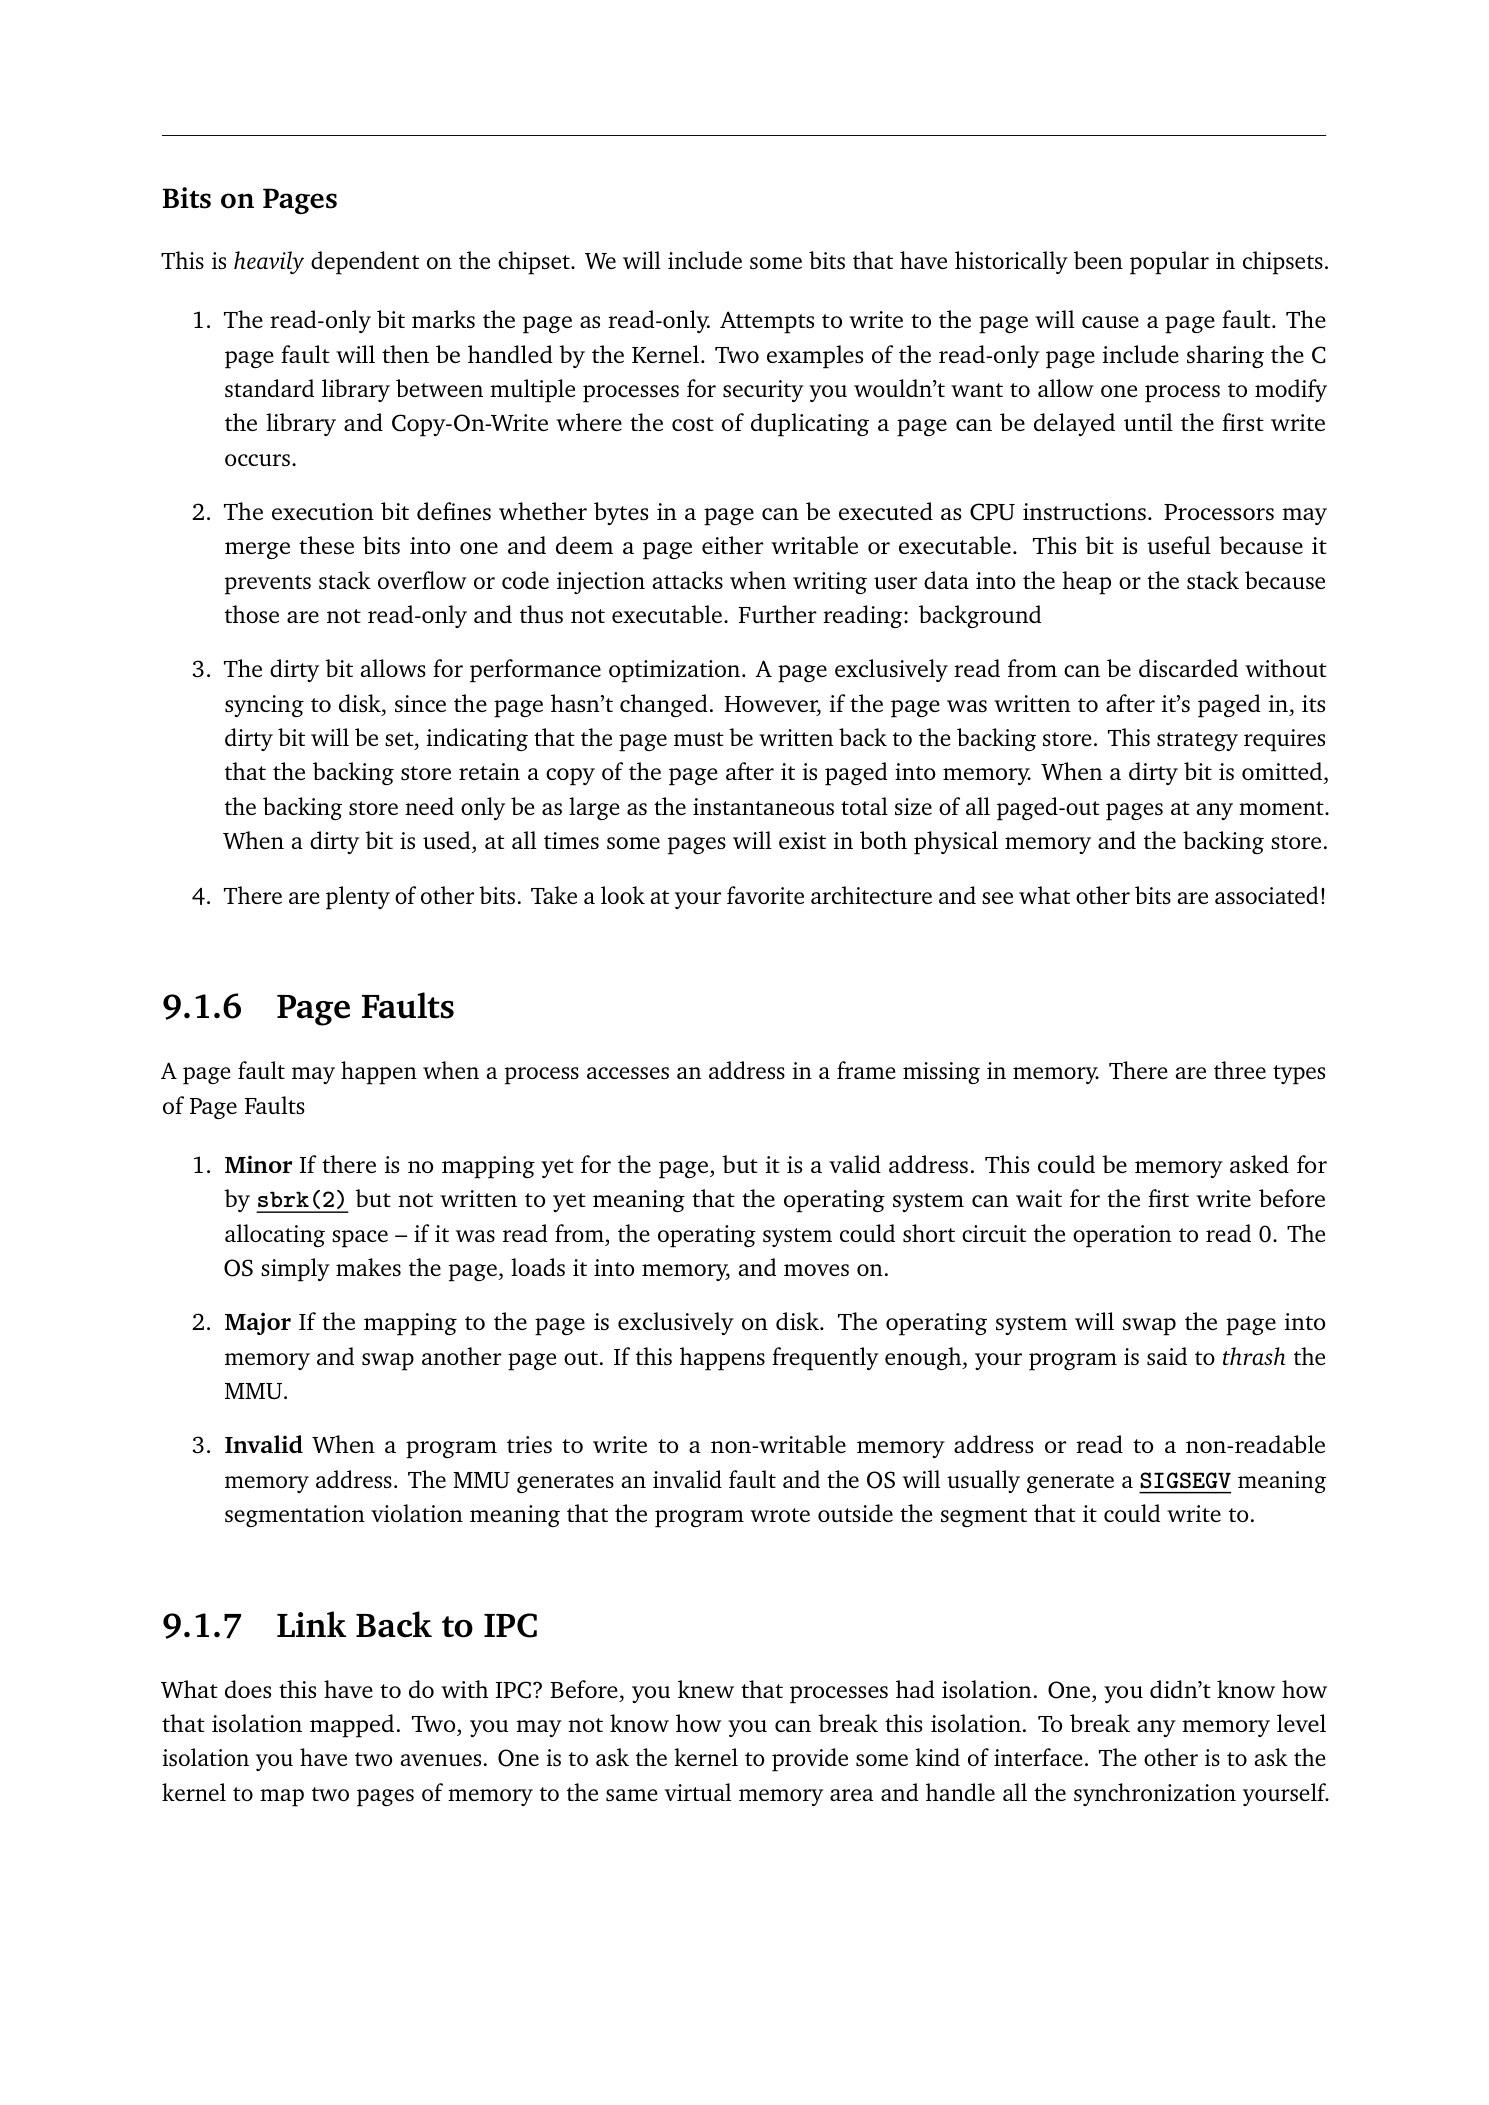 Bits on Pages
This is heavily dependent on the chipset. We will include some bits that have historically been popular in chipsets.
1. The read-only bit marks the page as read-only. Attempts to write to the page will cause a page fault. The
page fault will then be handled by the Kernel. Two examples of the read-only page include sharing the C
standard library between multiple processes for security you wouldn't want to allow one process to modify
the library and Copy-On-Write where the cost of duplicating a page can be delayed until the first write
occurs.
2. The execution bit defines whether bytes in a page can be executed as CPU instructions. Processors may
merge these bits into one and deem a page either writable or executable. This bit is useful because it
prevents stack overflow or code injection attacks when writing user data into the heap or the stack because
those are not read-only and thus not executable. Further reading: background
3. The dirty bit allows for performance optimization. A page exclusively read from can be discarded without
syncing to disk, since the page hasn't changed. However, if the page was written to after it's paged in, its
dirty bit will be set, indicating that the page must be written back to the backing store. This strategy requires
that the backing store retain a copy of the page after it is paged into memory. When a dirty bit is omitted,
the backing store need only be as large as the instantaneous total size of all paged-out pages at any moment.
When a dirty bit is used, at all times some pages will exist in both physical memory and the backing store.
4. There are plenty of other bits. Take a look at your favorite architecture and see what other bits are associated!
9.1.6 Page Faults
A page fault may happen when a process accesses an address in a frame missing in memory. There are three types
of Page Faults
1. Minor If there is no mapping yet for the page, but it is a valid address. This could be memory asked for
by sbrk(2) but not written to yet meaning that the operating system can wait for the first write before
allocating space – if it was read from, the operating system could short circuit the operation to read 0. The
OS simply makes the page, loads it into memory, and moves on.
2. Major If the mapping to the page is exclusively on disk. The operating system will swap the page into
memory and swap another page out. If this happens frequently enough, your program is said to thrash the
MMU.
3. Invalid When a program tries to write to a non-writable memory address or read to a non-readable
memory address. The MMU generates an invalid fault and the OS will usually generate a SIGSEGV meaning
segmentation violation meaning that the program wrote outside the segment that it could write to.
9.1.7 Link Back to IPC
What does this have to do with IPC? Before, you knew that processes had isolation. One, you didn't know how
that isolation mapped. Two, you may not know how you can break this isolation. To break any memory level
isolation you have two avenues. One is to ask the kernel to provide some kind of interface. The other is to ask the
kernel to map two pages of memory to the same virtual memory area and handle all the synchronization yourself.